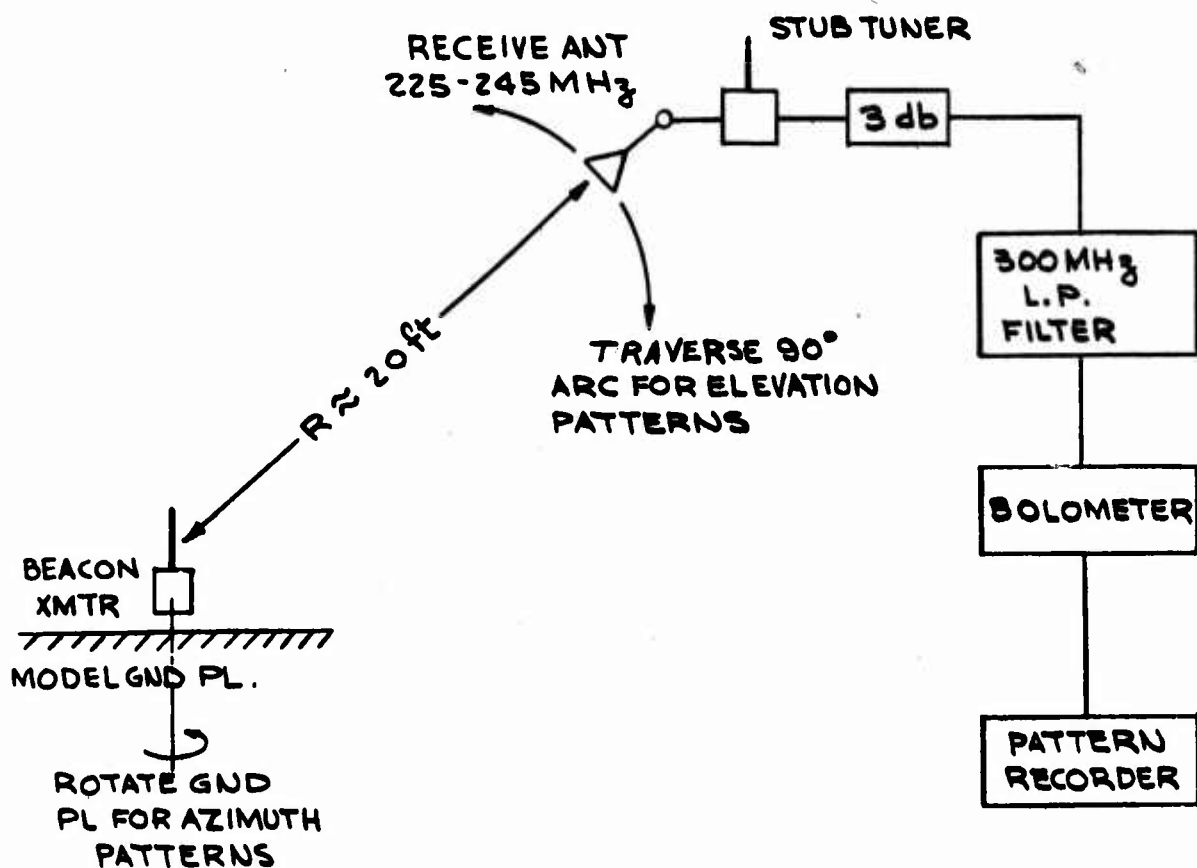 STUB TUNER
RECEIVE ANT
225-245 MHz
3 db
300 MHz
L.P.
FILTER
TRAVERSE 90°
ARC FOR ELEVATION
PATTERNS
R ≈ 20 ft
BOLOMETER
BEACON
XMTR
MODEL GND PL.
PATTERN
RECORDER
ROTATE GND
PL FOR AZIMUTH
PATTERNS